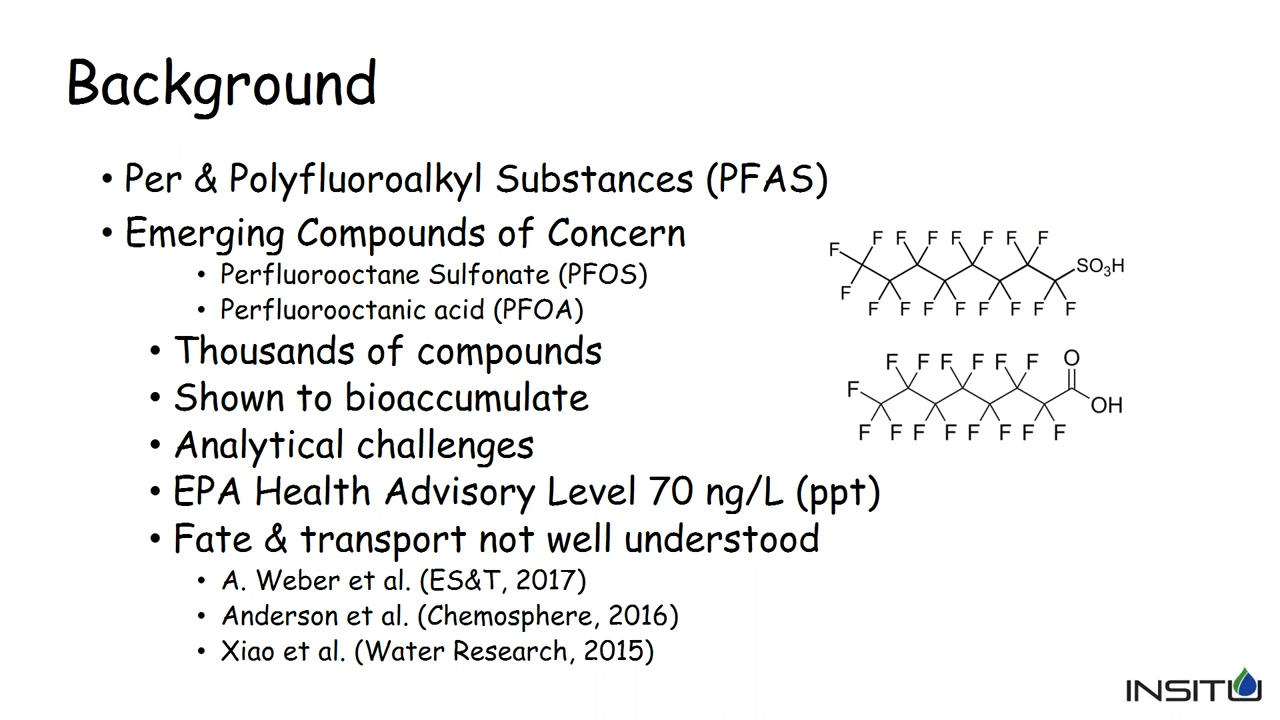 Background
• Per & Polyfluoroalkyl Substances (PFAS)
• Emerging Compounds of Concern
• Perfluorooctane Sulfonate (PFOS)
• Perfluorooctanic acid (PFOA)
• Thousands of compounds
• Shown to bioaccumulate
• Analytical challenges
• EPA Health Advisory Level 70 ng/L (ppt)
• Fate & transport not well understood
• A. Weber et al. (ES&T, 2017)
• Anderson et al. (Chemosphere, 2016)
• Xiao et al. (Water Research, 2015)
F F F F F F F F
F SO₃H
F F F F F F F F F
F F F F F F O
F OH
F F F F F F F F
INSITU